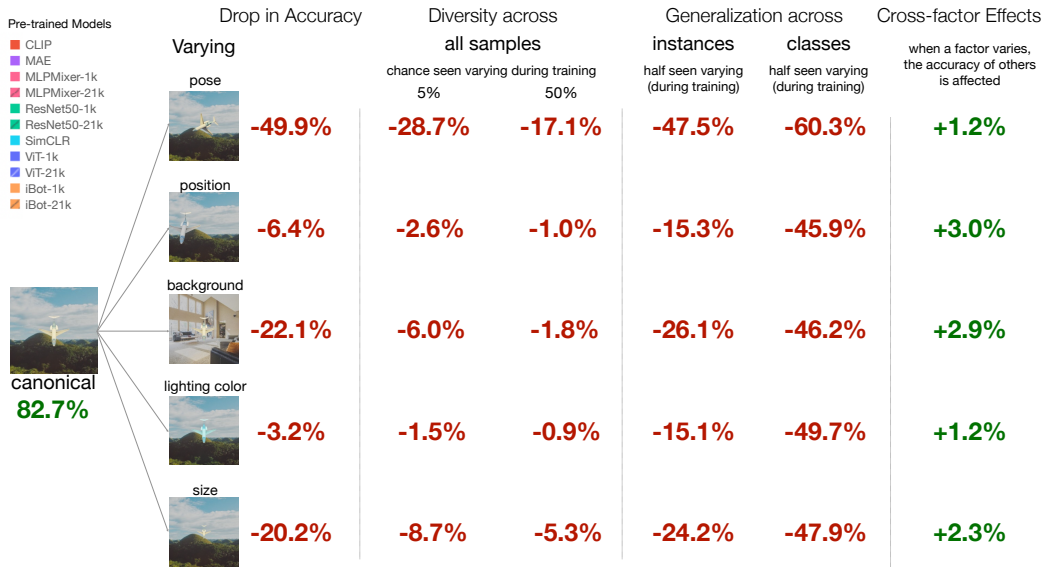 Pre-trained Models
CLIP
MAE
MLPMixer-1k
MLPMixer-21k
ResNet50-1k
ResNet50-21k
SimCLR
ViT-1k
ViT-21k
iBot-1k
iBot-21k
canonical
82.7%
Drop in Accuracy
Diversity across
Generalization across
Cross-factor Effects
Varying
all samples
instances
classes
when a factor varies,
the accuracy of others
is affected
chance seen varying during training
half seen varying
(during training)
half seen varying
(during training)
5%
50%
pose
-49.9%
-28.7%
-17.1%
-47.5%
-60.3%
+1.2%
position
-6.4%
-2.6%
-1.0%
-15.3%
-45.9%
+3.0%
background
-22.1%
-6.0%
-1.8%
-26.1%
-46.2%
+2.9%
lighting color
-3.2%
-1.5%
-0.9%
-15.1%
-49.7%
+1.2%
size
-20.2%
-8.7%
-5.3%
-24.2%
-47.9%
+2.3%